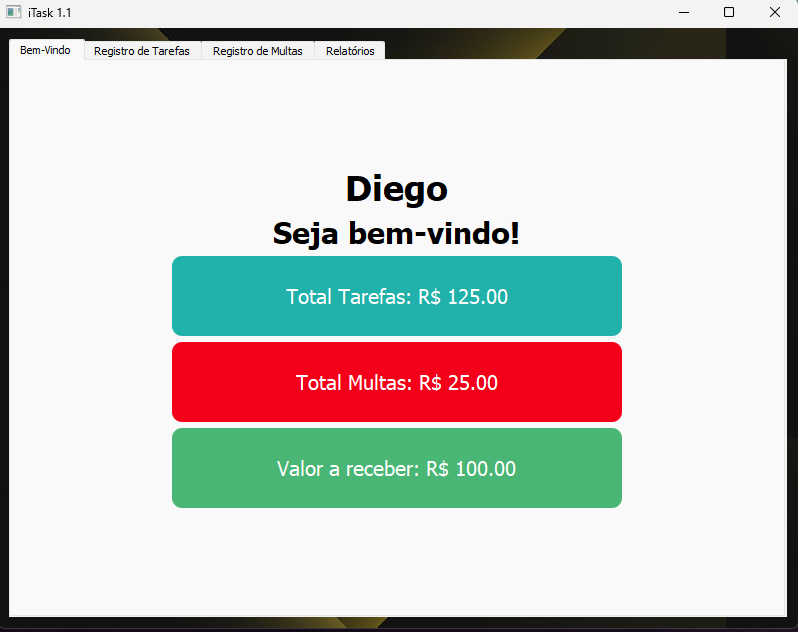 iTask 1.1
Bem-Vindo Registro de Tarefas Registro de Multas Relatórios
Diego
Seja bem-vindo!
Total Tarefas: R$ 125.00
Total Multas: R$ 25.00
Valor a receber: R$ 100.00